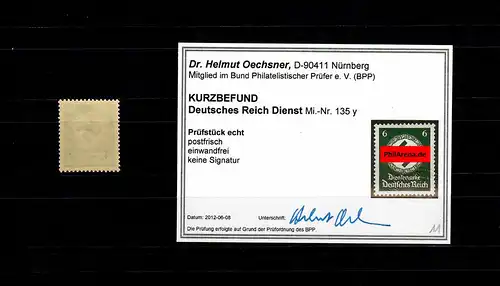 Dr. Helmut Oechsner, D-90411 Nürnberg
Mitglied im Bund Philatelistischer Prüfer e. V. (BPP)
KURZBEFUND
Deutsches Reich Dienst Mi.-Nr. 135 y
Prüfstück echt
postfrisch
einwandfrei
keine Signatur
6 6
PhilArena.de
Dienstmarke
Deutsches Reich
Datum: 2012-06-08 Unterschrift:
Die Prüfung erfolgte auf Grund der Prüfordnung des BPP.